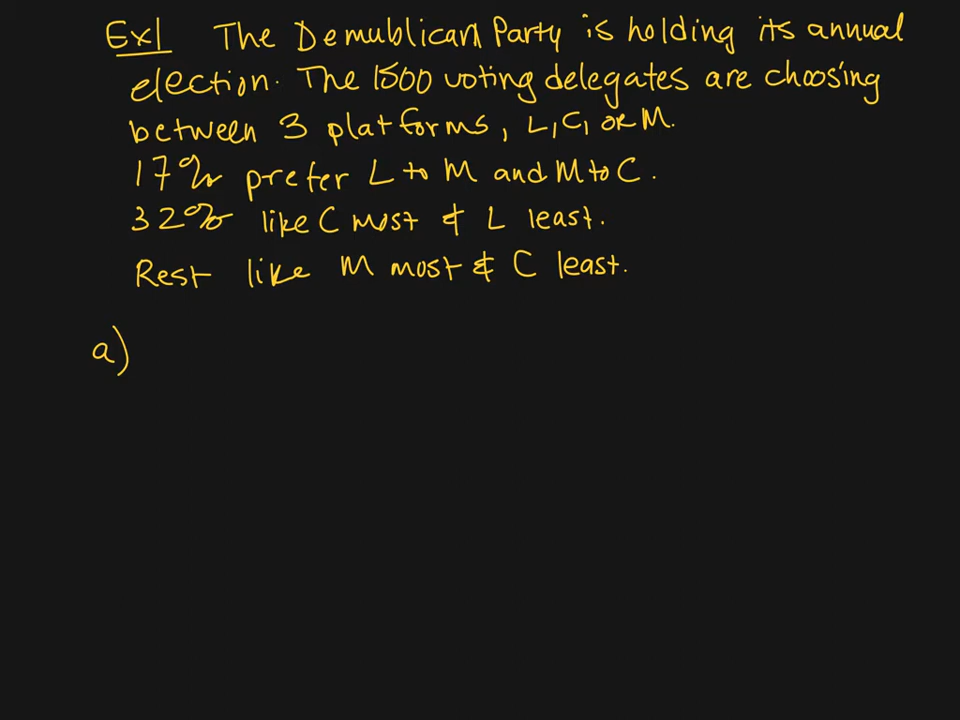 Ex1 The Demublican Party is holding its annual
election. The 1500 voting delegates are choosing
between 3 platforms, L, C, or M.
17% prefer L to M and M to C.
32% like C most & L least.
Rest like M most & C least.
a)